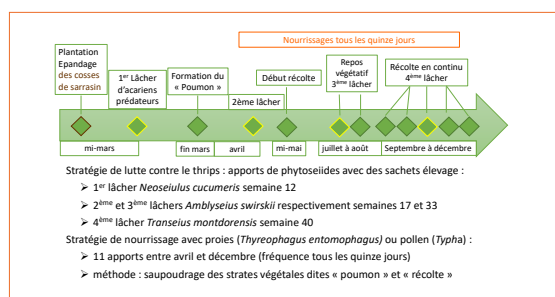 Nourrissages tous les quinze jours
Plantation
Epandage
des cosses
de sarrasin
1er Lâcher
d'acariens
prédateurs
Formation du
« Poumon »
2ème lâcher
Début récolte
Repos
végétatif
3ème lâcher
Récolte en continu
4ème lâcher
mi-mars
fin mars
avril
mi-mai
juillet à août
Septembre à décembre
Stratégie de lutte contre le thrips : apports de phytoseiides avec des sachets élevage :
➢ 1er lâcher Neoseiulus cucumeris semaine 12
➢ 2ème et 3ème lâchers Amblyseius swirskii respectivement semaines 17 et 33
➢ 4ème lâcher Transeius montdorensis semaine 40
Stratégie de nourrissage avec proies (Thyreophagus entomophagus) ou pollen (Typha) :
➢ 11 apports entre avril et décembre (fréquence tous les quinze jours)
➢ méthode : saupoudrage des strates végétales dites « poumon » et « récolte »